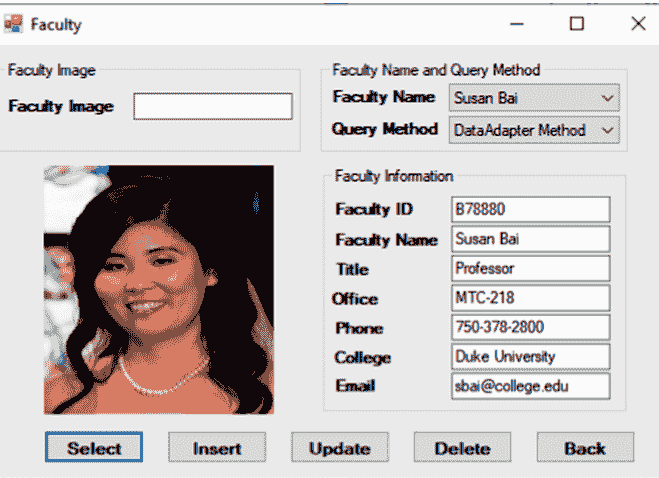 Faculty
Faculty Image
Faculty Image
Faculty Name and Query Method
Faculty Name Susan Bai
Query Method DataAdapter Method
Faculty Information
Faculty ID B78880
Faculty Name Susan Bai
Title Professor
Office MTC-218
Phone 750-378-2800
College Duke University
Email sbai@college.edu
Select Insert Update Delete Back